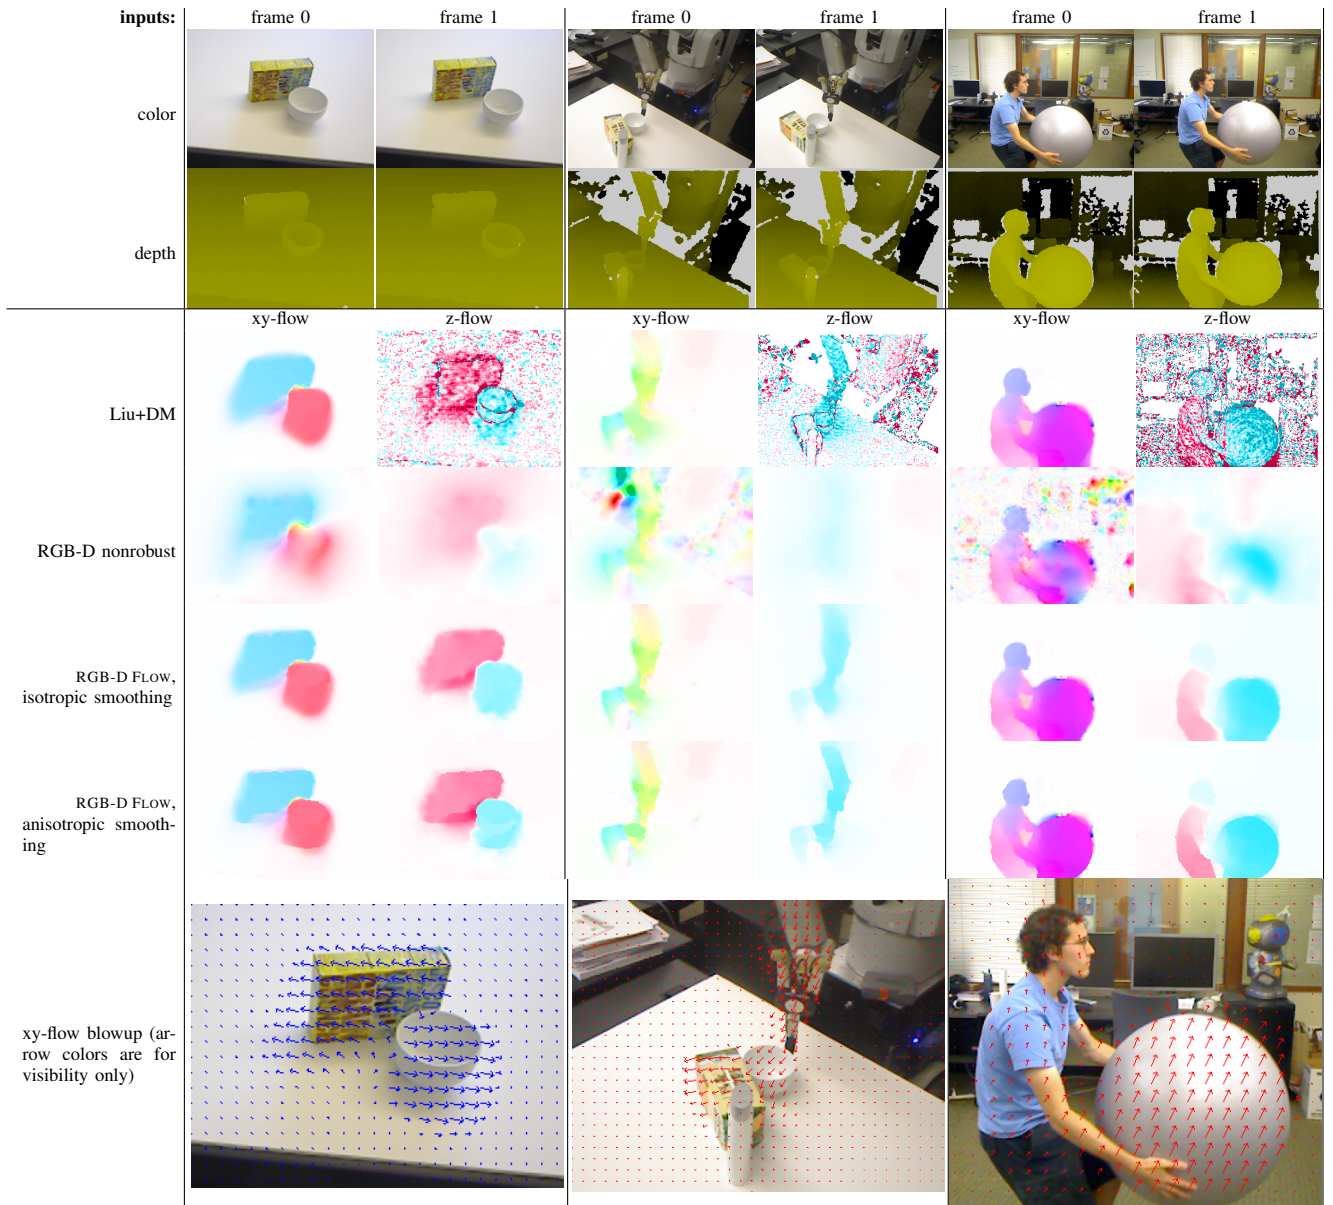 inputs: frame 0 frame 1 frame 0 frame 1 frame 0 frame 1
color
depth
xy-flow z-flow xy-flow z-flow xy-flow z-flow
Liu+DM
RGB-D nonrobust
RGB-D FLOW,
isotropic smoothing
RGB-D FLOW,
anisotropic smooth-
ing
xy-flow blowup (ar-
row colors are for
visibility only)